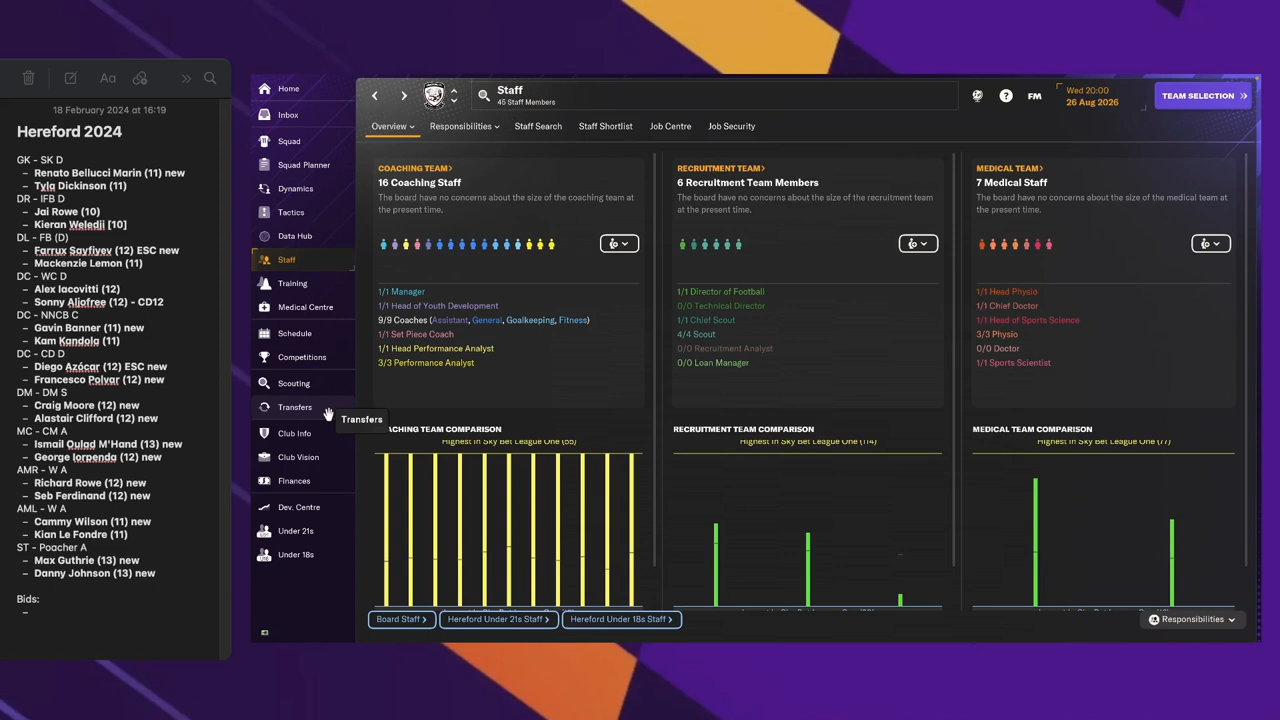 18 February 2024 at 16:19
Hereford 2024
GK - SK D
– Renato Bellucci Marin (11) new
– Tyla Dickinson (11)
DR - IFB D
– Jai Rowe (10)
– Kieran Weledji [10]
DL - FB (D)
– Farrux Sayfiyev (12) ESC new
– Mackenzie Lemon (11)
DC - WC D
– Alex Iacovitti (12)
– Sonny Aliofree (12) - CD12
DC - NNCB C
– Gavin Banner (11) new
– Kam Kandola (11)
DC - CD D
– Diego Azócar (12) ESC new
– Francesco Polvar (12) new
DM - DM S
– Craig Moore (12) new
– Alastair Clifford (12) new
MC - CM A
– Ismail Oulad M'Hand (13) new
– George Iorpenda (12) new
AMR - W A
– Richard Rowe (12) new
– Seb Ferdinand (12) new
AML - W A
– Cammy Wilson (11) new
– Kian Le Fondre (11)
ST - Poacher A
– Max Guthrie (13) new
– Danny Johnson (13) new
Bids:
–
Home
Inbox
Squad
Squad Planner
Dynamics
Tactics
Data Hub
Staff
Training
Medical Centre
Schedule
Competitions
Scouting
Transfers
Transfers
Club Info
Club Vision
Finances
Dev. Centre
Under 21s
Under 18s
Staff
45 Staff Members
FM
Wed 20:00
26 Aug 2026
TEAM SELECTION
Overview
Responsibilities
Staff Search
Staff Shortlist
Job Centre
Job Security
COACHING TEAM>
16 Coaching Staff
The board have no concerns about the size of the coaching team at
the present time.
1/1 Manager
1/1 Head of Youth Development
9/9 Coaches (Assistant, General, Goalkeeping, Fitness)
1/1 Set Piece Coach
1/1 Head Performance Analyst
3/3 Performance Analyst
RECRUITMENT TEAM>
6 Recruitment Team Members
The board have no concerns about the size of the recruitment team
at the present time.
1/1 Director of Football
0/0 Technical Director
1/1 Chief Scout
4/4 Scout
0/0 Recruitment Analyst
0/0 Loan Manager
MEDICAL TEAM>
7 Medical Staff
The board have no concerns about the size of the medical team at
the present time.
1/1 Head Physio
1/1 Chief Doctor
1/1 Head of Sports Science
3/3 Physio
0/0 Doctor
1/1 Sports Scientist
COACHING TEAM COMPARISON
Highest in Sky Bet League One (55)
RECRUITMENT TEAM COMPARISON
Highest in Sky Bet League One (114)
MEDICAL TEAM COMPARISON
Highest in Sky Bet League One (77)
Board Staff >
Hereford Under 21s Staff >
Hereford Under 18s Staff >
Responsibilities